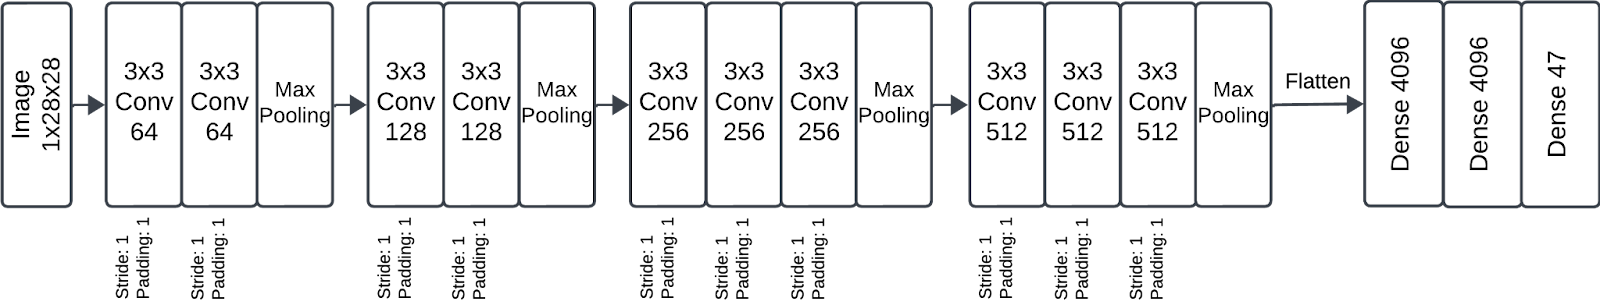 Image
1x28x28
3x3
Conv
64
3x3
Conv
64
Max
Pooling
Stride: 1
Padding: 1
Stride: 1
Padding: 1
3x3
Conv
128
3x3
Conv
128
Max
Pooling
Stride: 1
Padding: 1
Stride: 1
Padding: 1
3x3
Conv
256
3x3
Conv
256
3x3
Conv
256
Max
Pooling
Stride: 1
Padding: 1
Stride: 1
Padding: 1
Stride: 1
Padding: 1
3x3
Conv
512
3x3
Conv
512
3x3
Conv
512
Max
Pooling
Stride: 1
Padding: 1
Stride: 1
Padding: 1
Stride: 1
Padding: 1
Flatten
Dense 4096
Dense 4096
Dense 47